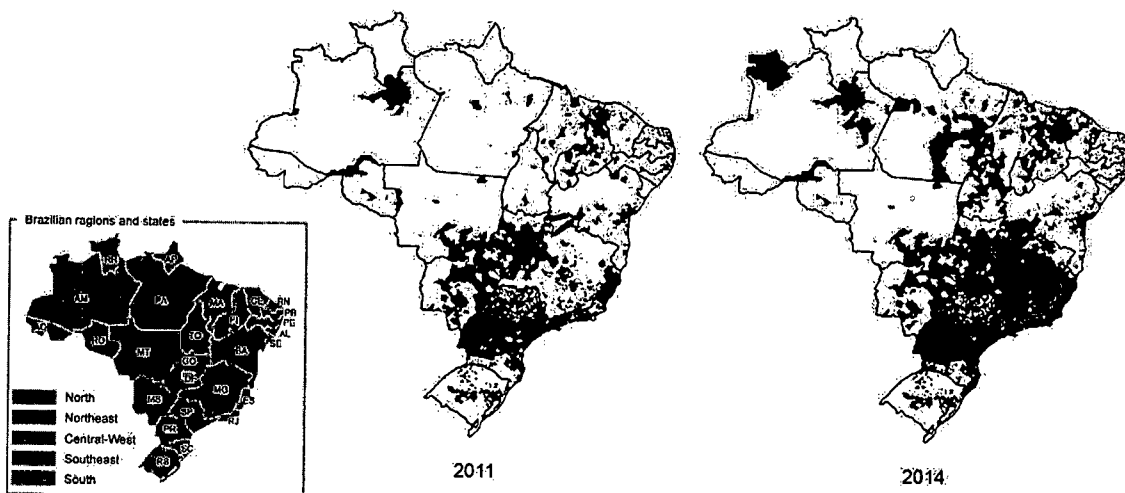 Brazilian regions and states
RR
AP
AM
PA
MA
CE
RN
PB
PI
AC
TO
AL
RO
MT
BA
SE
GO
DF
MG
MS
ES
SP
RJ
PR
SC
RS
North
Northeast
Central-West
Southeast
South
2011
2014